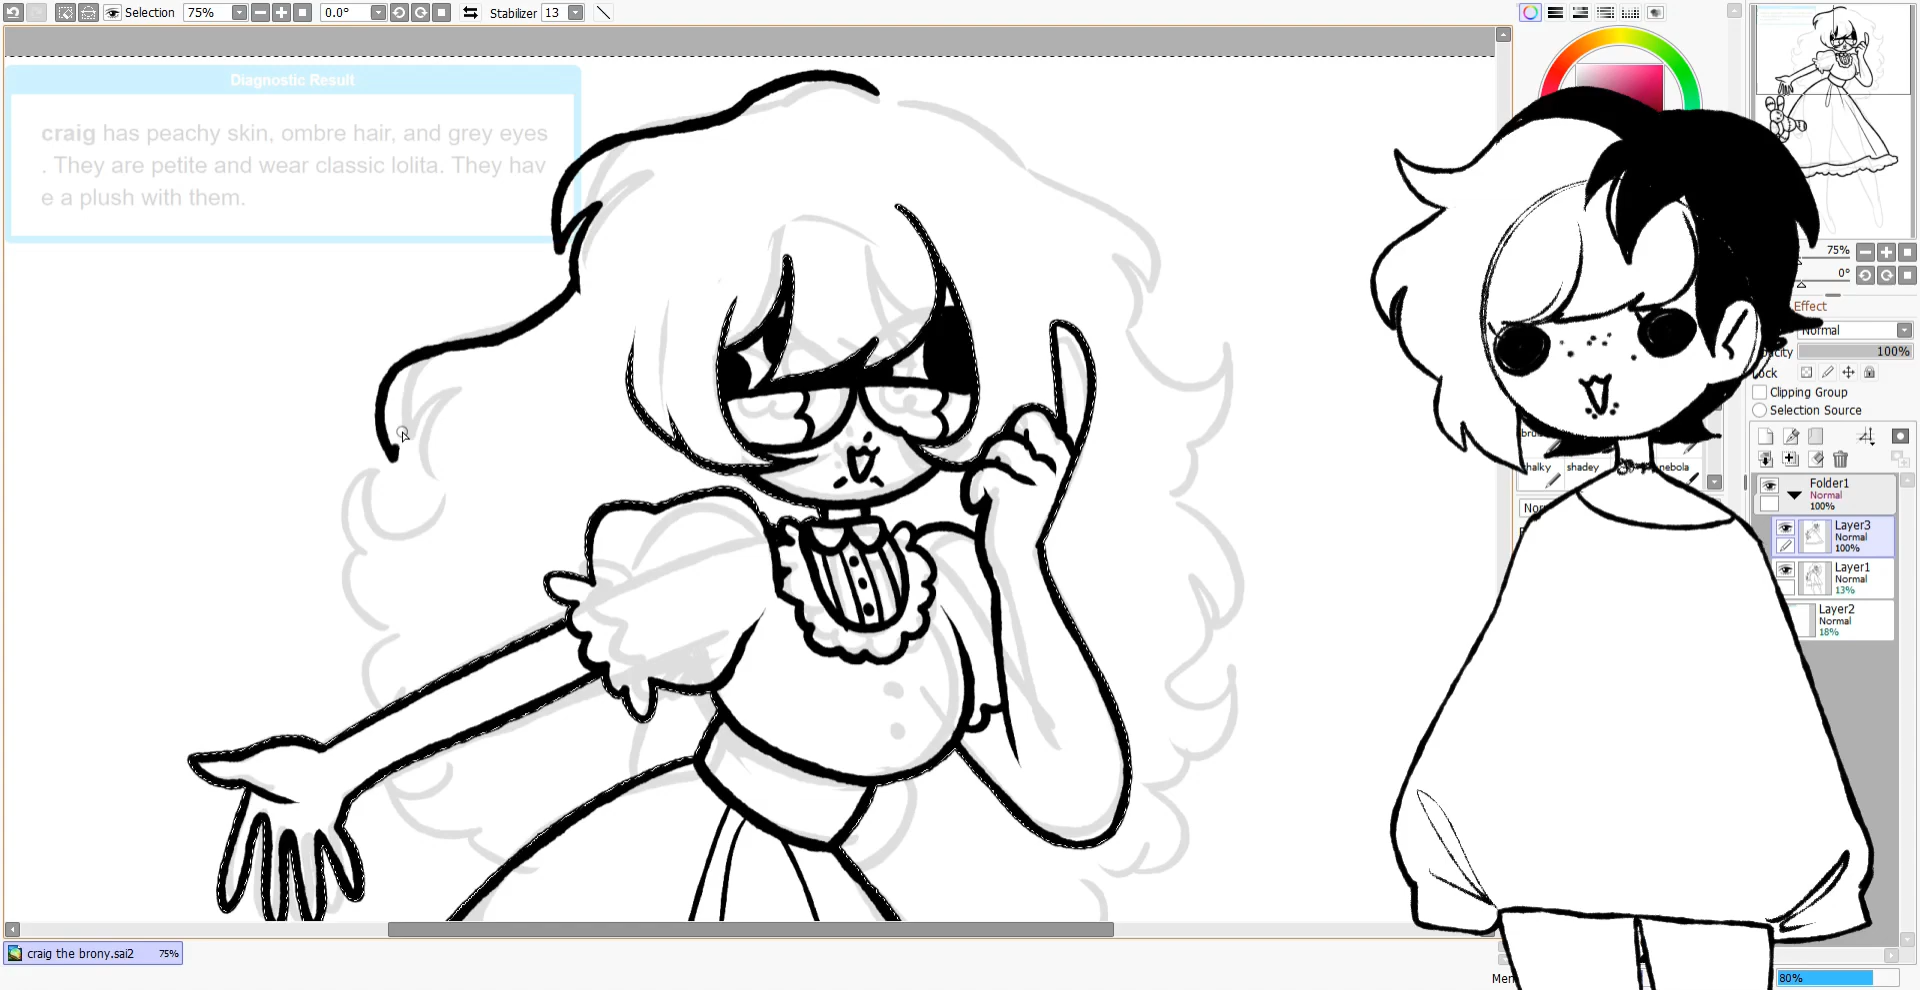 Selection 75% 0.0° Stabilizer 13
Diagnostic Result
craig has peachy skin, ombre hair, and grey eyes
. They are petite and wear classic lolita. They hav
e a plush with them.
75%
0°
Effect
Normal
100%
Lock
Clipping Group
Selection Source
halky shadey nebola
Folder1
Normal
100%
Layer3
Normal
100%
Layer1
Normal
13%
Layer2
Normal
18%
craig the brony.sai2 75%
80%